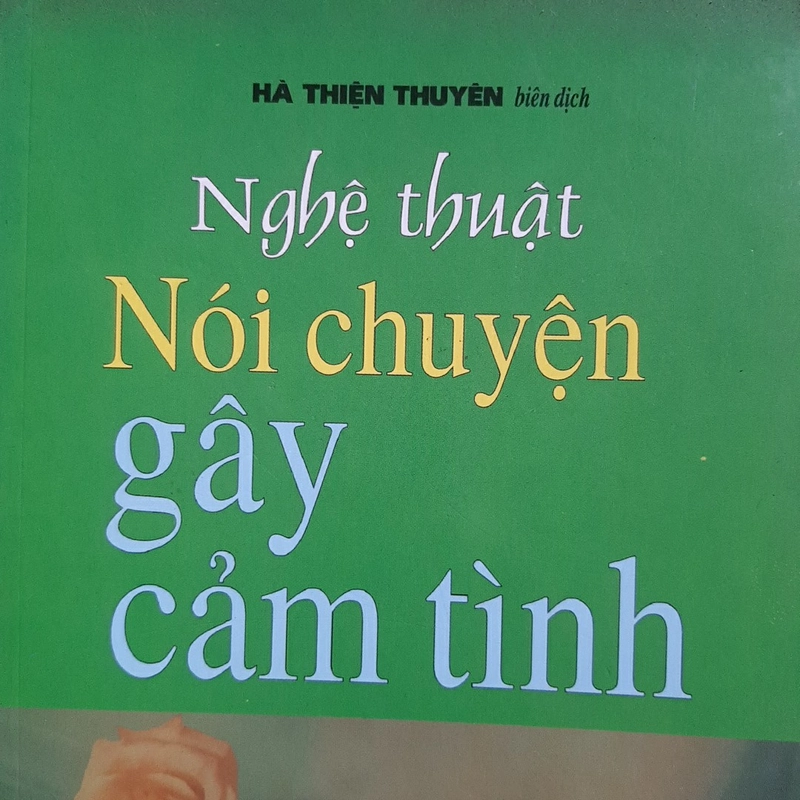 HÀ THIỆN THUYÊN biên dịch
Nghệ thuật
Nói chuyện
gây
cảm tình